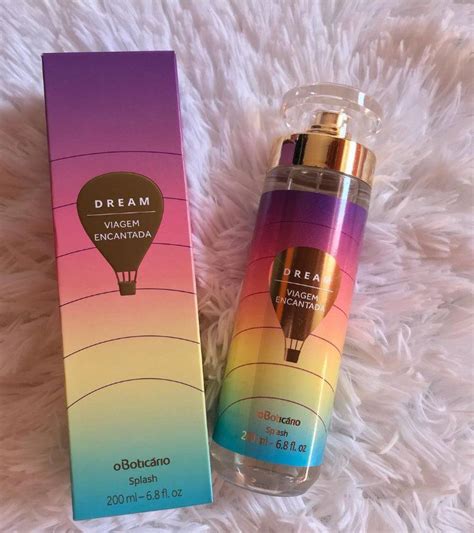 DREAM
VIAGEM
ENCANTADA
oBoticário
Splash
200 ml – 6.8 fl. oz
DREAM
VIAGEM
ENCANTADA
oBoticário
Splash
200 ml – 6.8 fl. oz